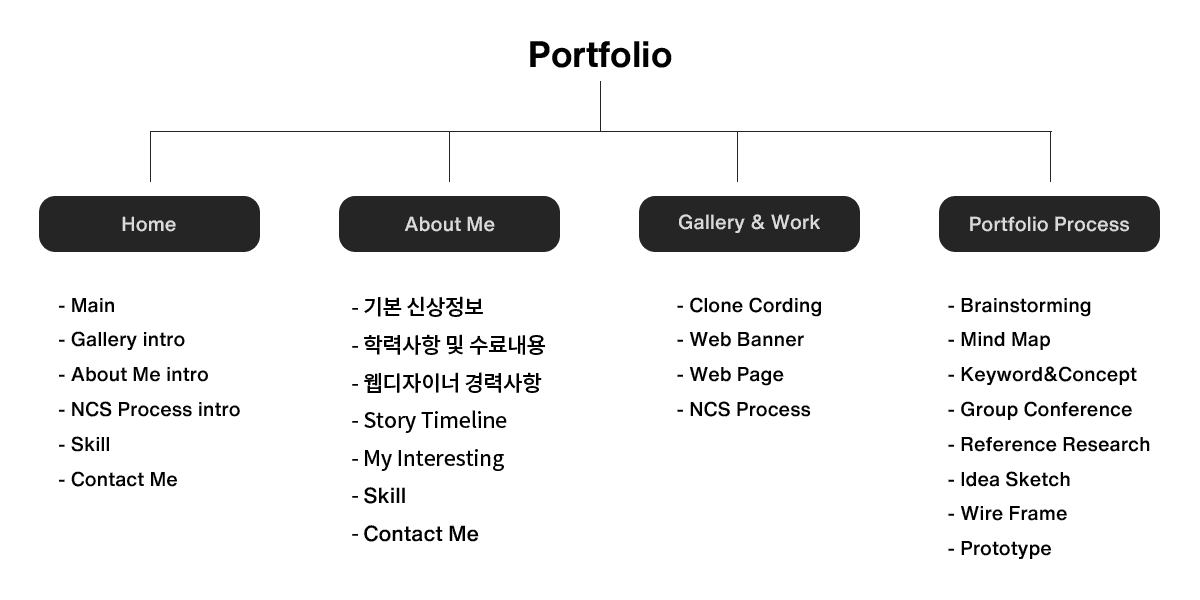 Portfolio
Home
- Main
- Gallery intro
- About Me intro
- NCS Process intro
- Skill
- Contact Me
About Me
- 기본 신상정보
- 학력사항 및 수료내용
- 웹디자이너 경력사항
- Story Timeline
- My Interesting
- Skill
- Contact Me
Gallery & Work
- Clone Cording
- Web Banner
- Web Page
- NCS Process
Portfolio Process
- Brainstorming
- Mind Map
- Keyword&Concept
- Group Conference
- Reference Research
- Idea Sketch
- Wire Frame
- Prototype